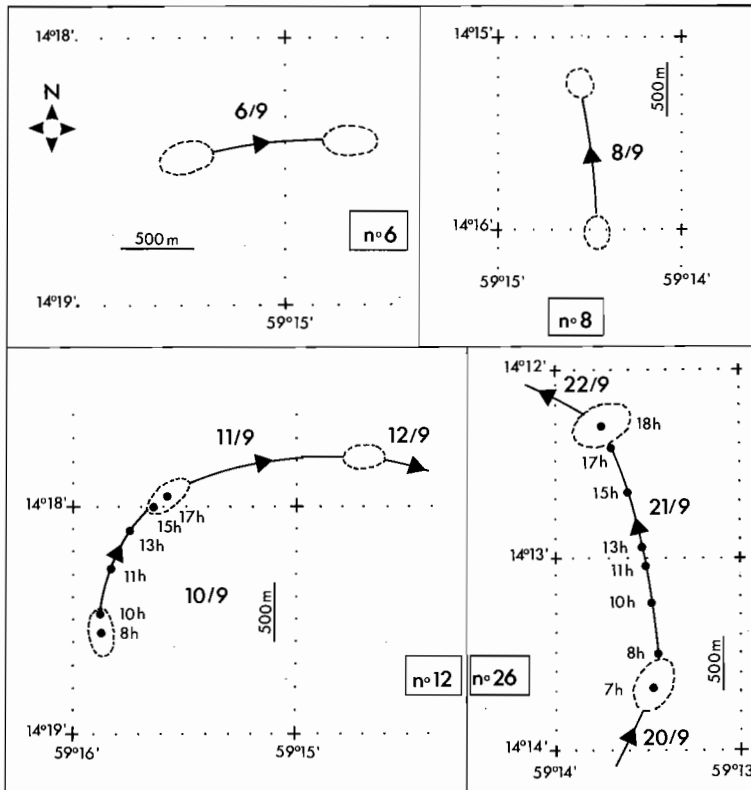 14°18'
N
6/9
500m
n°6
14°19'
59°15'
14°15'
500m
8/9
14°16'
59°15'
59°14'
n°8
11/9
12/9
14°18'
17h
15h
13h
11h
10/9
500m
10h
8h
n°12
14°19'
59°16'
59°15'
14°12'
22/9
18h
17h
15h
21/9
13h
14°13'
11h
10h
8h
500m
7h
n°26
14°14'
20/9
59°14'
59°13'